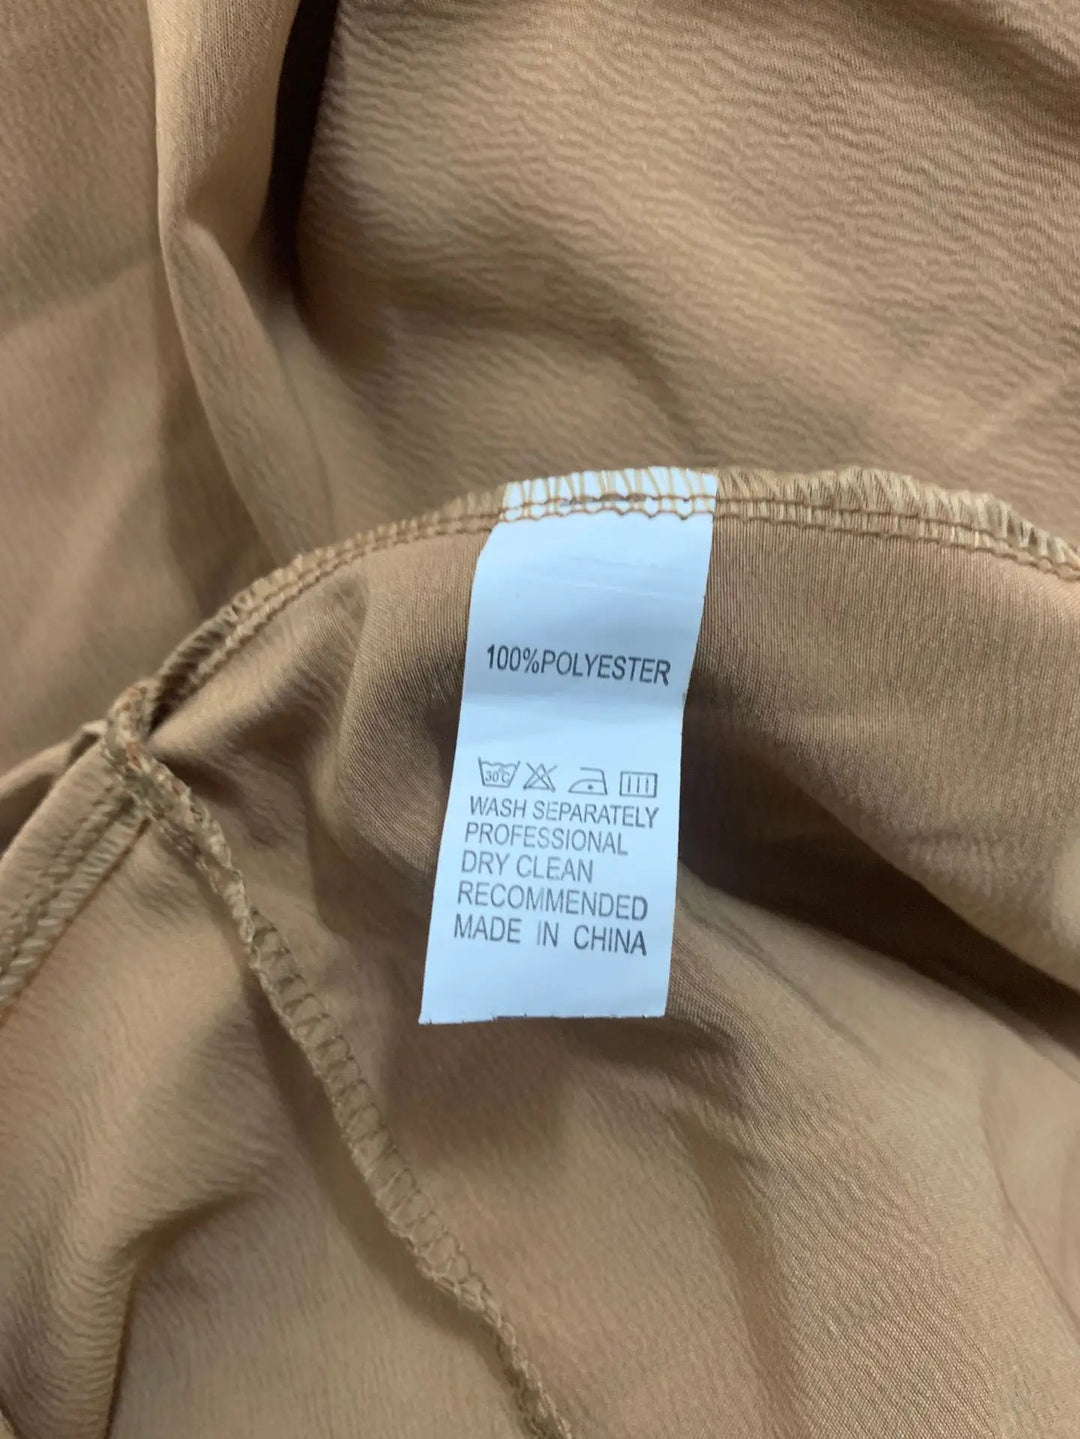 100%POLYESTER
30°C
WASH SEPARATELY
PROFESSIONAL
DRY CLEAN
RECOMMENDED
MADE IN CHINA